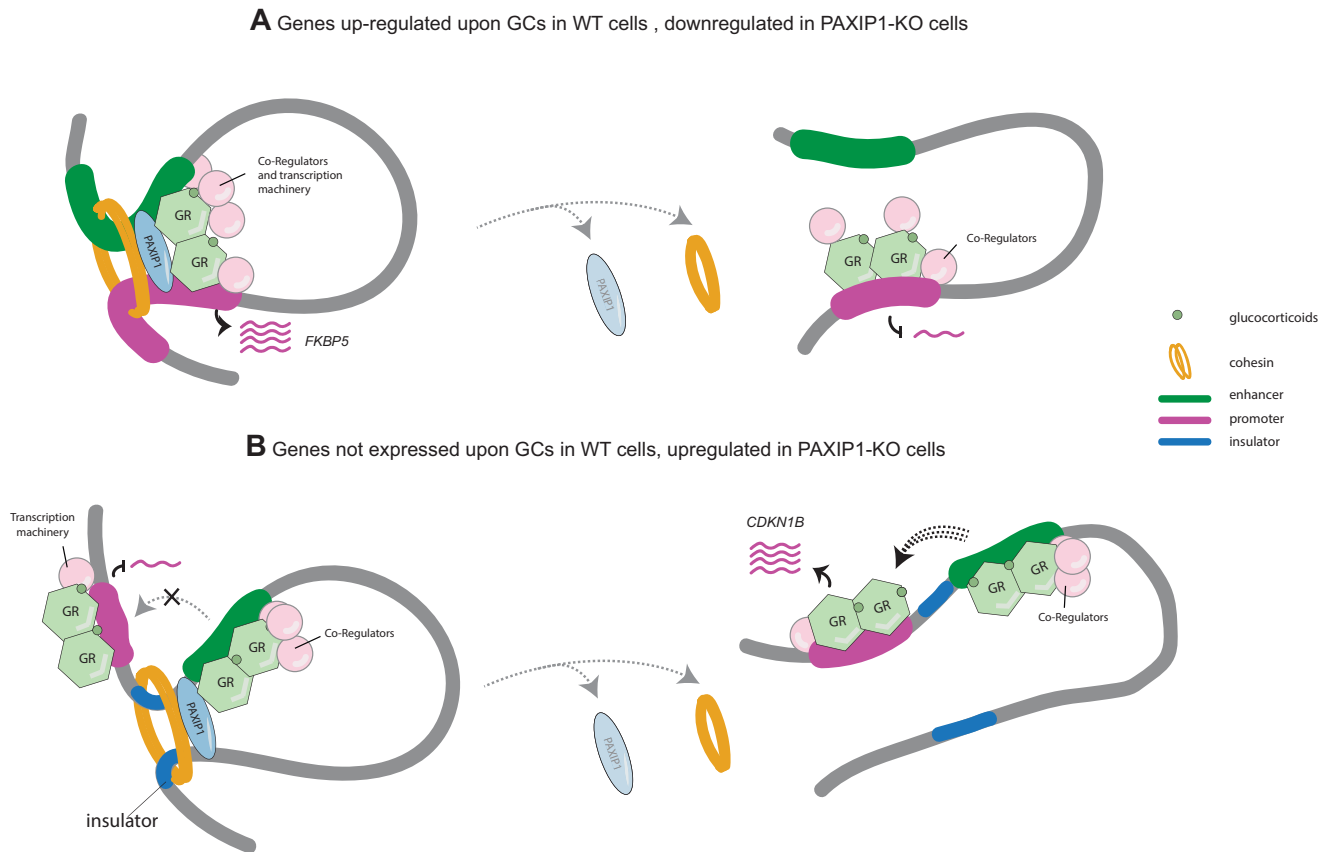 A Genes up-regulated upon GCs in WT cells , downregulated in PAXIP1-KO cells
Co-Regulators
and transcription
machinery
GR
GR
PAXIP1
FKBP5
PAXIP1
GR
GR
Co-Regulators
glucocorticoids
cohesin
enhancer
promoter
insulator
B Genes not expressed upon GCs in WT cells, upregulated in PAXIP1-KO cells
Transcription
machinery
GR
GR
GR
GR
Co-Regulators
PAXIP1
insulator
PAXIP1
CDKN1B
GR
GR
GR
GR
Co-Regulators